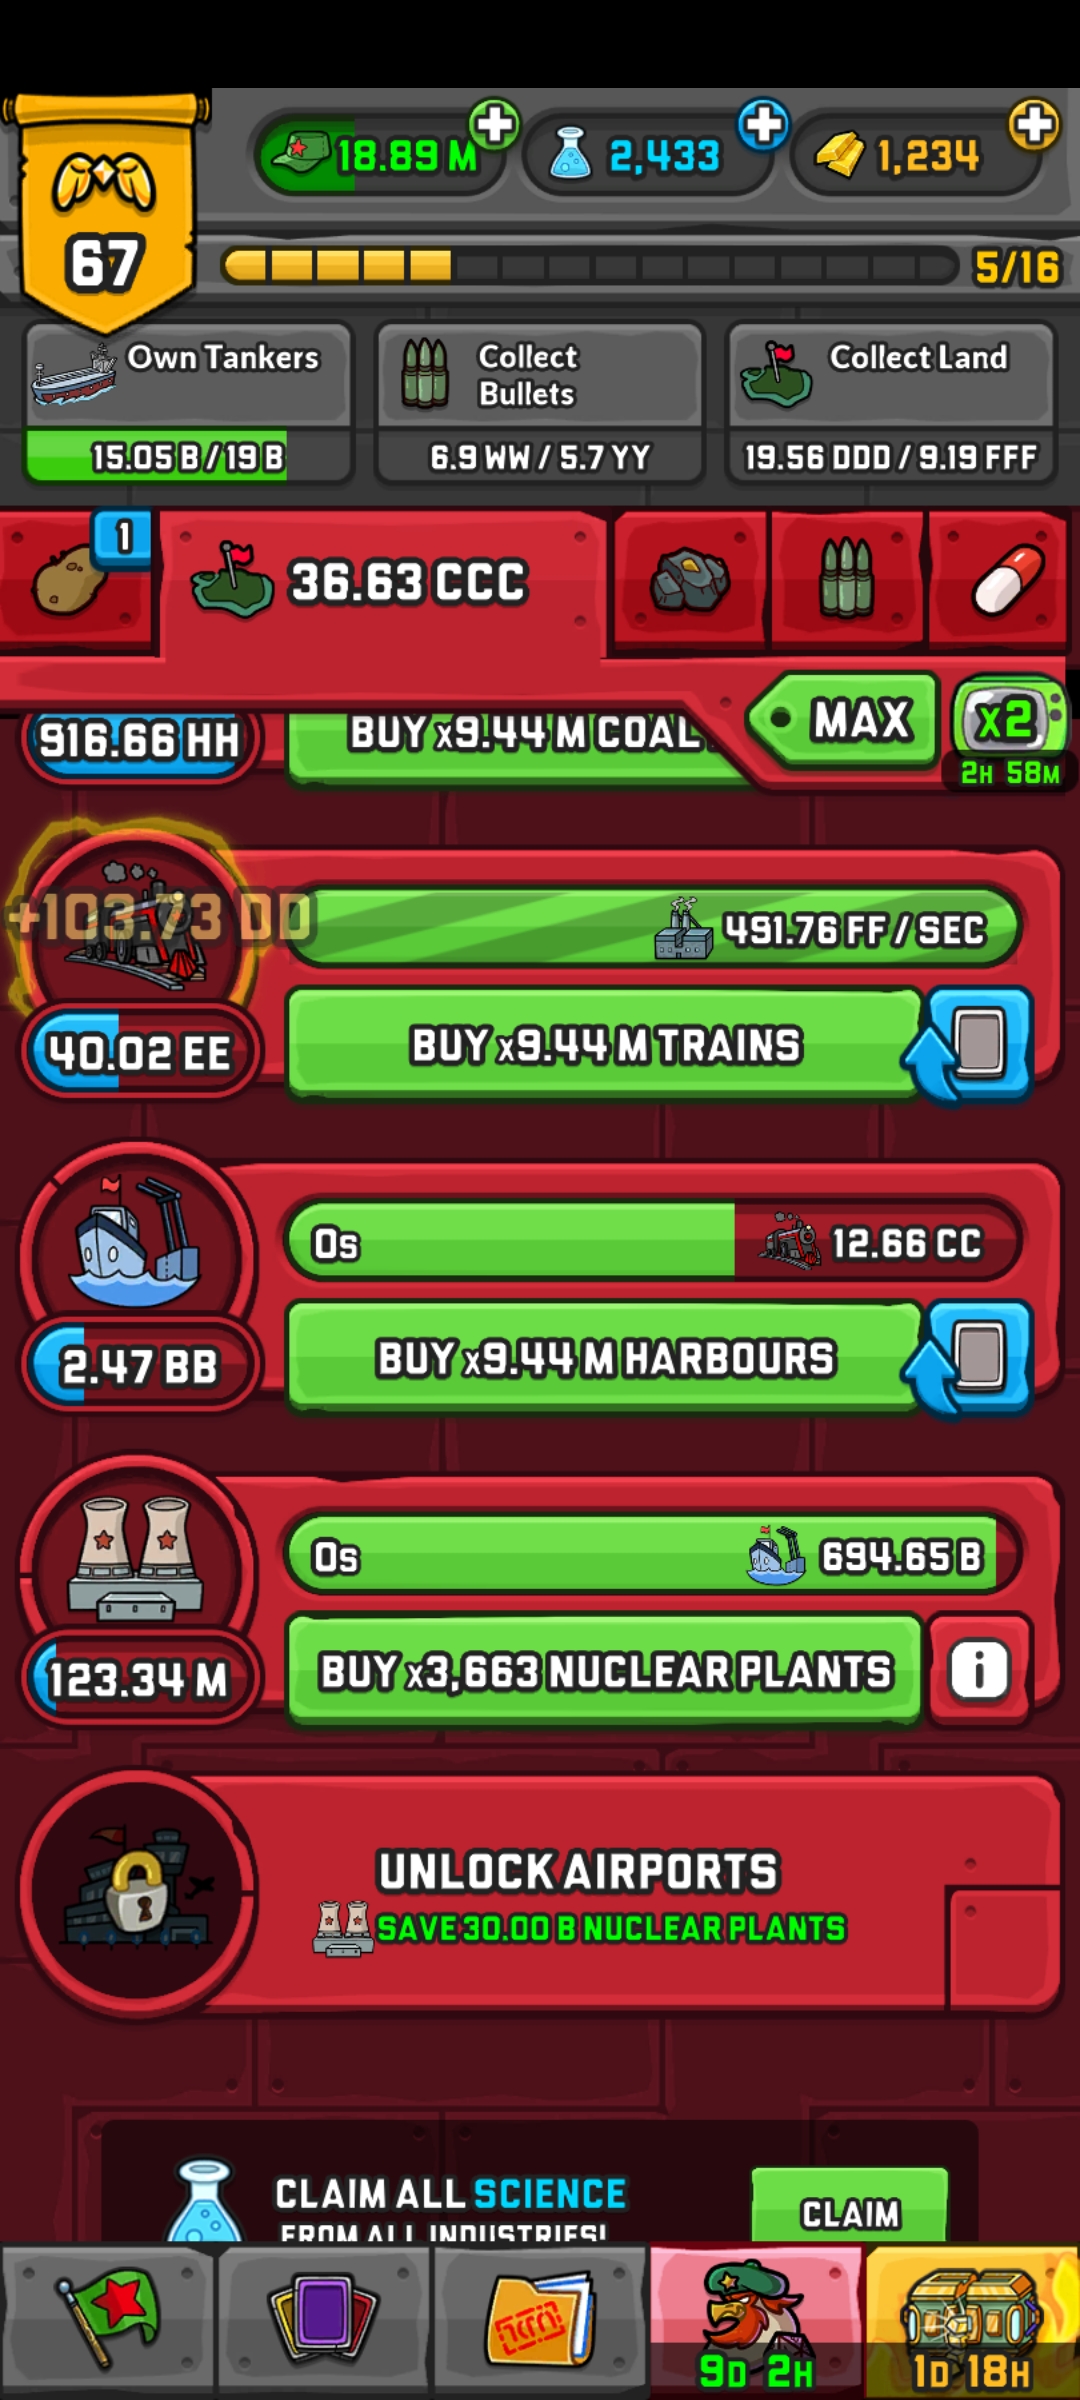 67
18.89 M
2,433
1,234
5/16
Own Tankers
15.05 B / 19 B
Collect
Bullets
6.9 WW / 5.7 YY
Collect Land
19.56 DDD / 9.19 FFF
1
36.63 CCC
MAX
x2
2H 58M
916.66 HH
BUY x9.44 M COAL
+103.73 DD
491.76 FF / SEC
40.02 EE
BUY x9.44 M TRAINS
0s
12.66 CC
2.47 BB
BUY x9.44 M HARBOURS
0s
694.65 B
123.34 M
BUY x3,663 NUCLEAR PLANTS
i
UNLOCK AIRPORTS
SAVE 30.00 B NUCLEAR PLANTS
CLAIM ALL SCIENCE
FROM ALL INDUSTRIES!
CLAIM
9D 2H
1D 18H